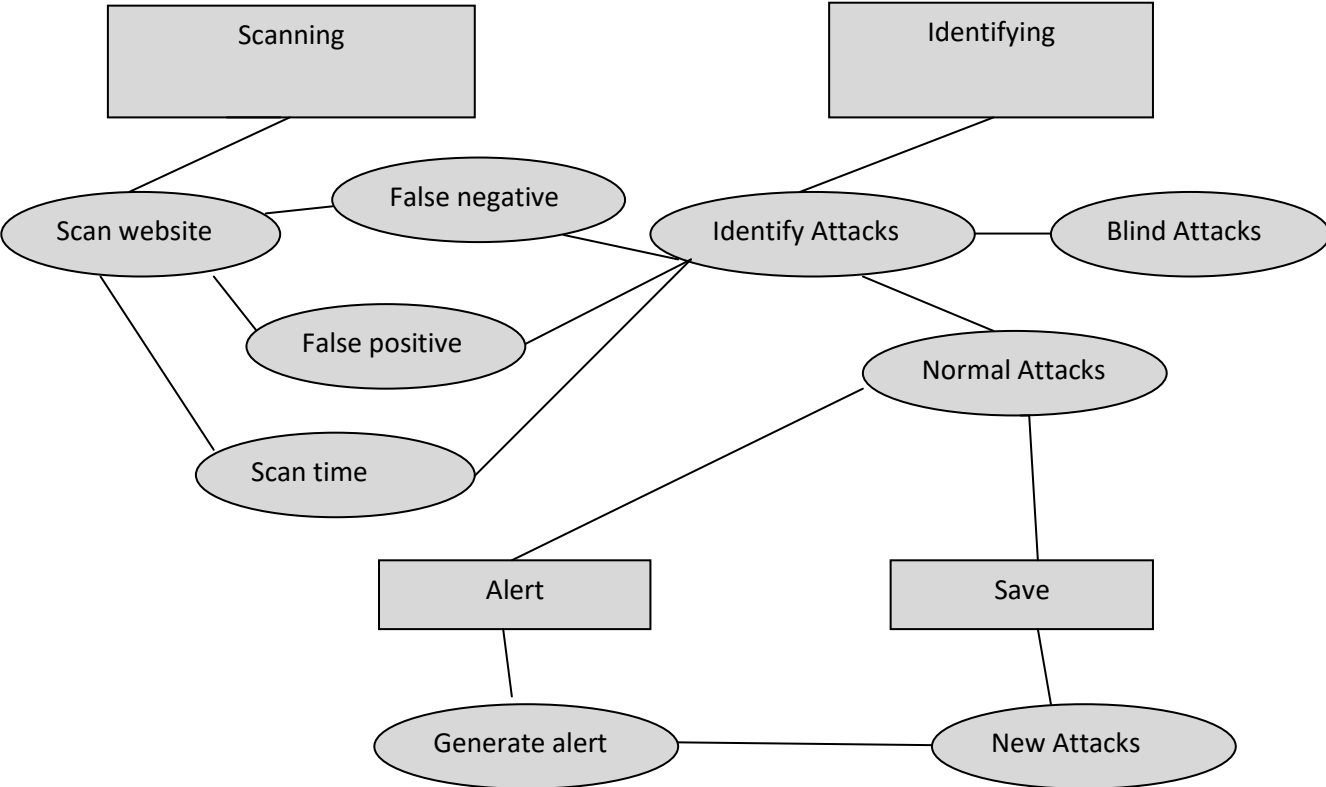 Scanning
Identifying
False negative
Scan website
Identify Attacks
Blind Attacks
False positive
Normal Attacks
Scan time
Alert
Save
Generate alert
New Attacks